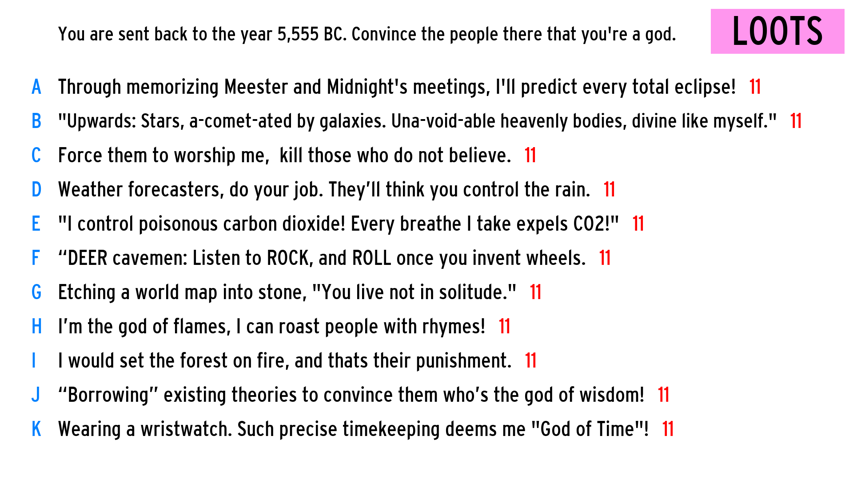 You are sent back to the year 5,555 BC. Convince the people there that you're a god.
LOOTS
A Through memorizing Meester and Midnight's meetings, I'll predict every total eclipse! 11
B "Upwards: Stars, a-comet-ated by galaxies. Una-void-able heavenly bodies, divine like myself." 11
C Force them to worship me,  kill those who do not believe. 11
D Weather forecasters, do your job. They’ll think you control the rain. 11
E "I control poisonous carbon dioxide! Every breathe I take expels CO2!" 11
F “DEER cavemen: Listen to ROCK, and ROLL once you invent wheels. 11
G Etching a world map into stone, "You live not in solitude." 11
H I’m the god of flames, I can roast people with rhymes! 11
I I would set the forest on fire, and thats their punishment. 11
J “Borrowing” existing theories to convince them who’s the god of wisdom! 11
K Wearing a wristwatch. Such precise timekeeping deems me "God of Time"! 11